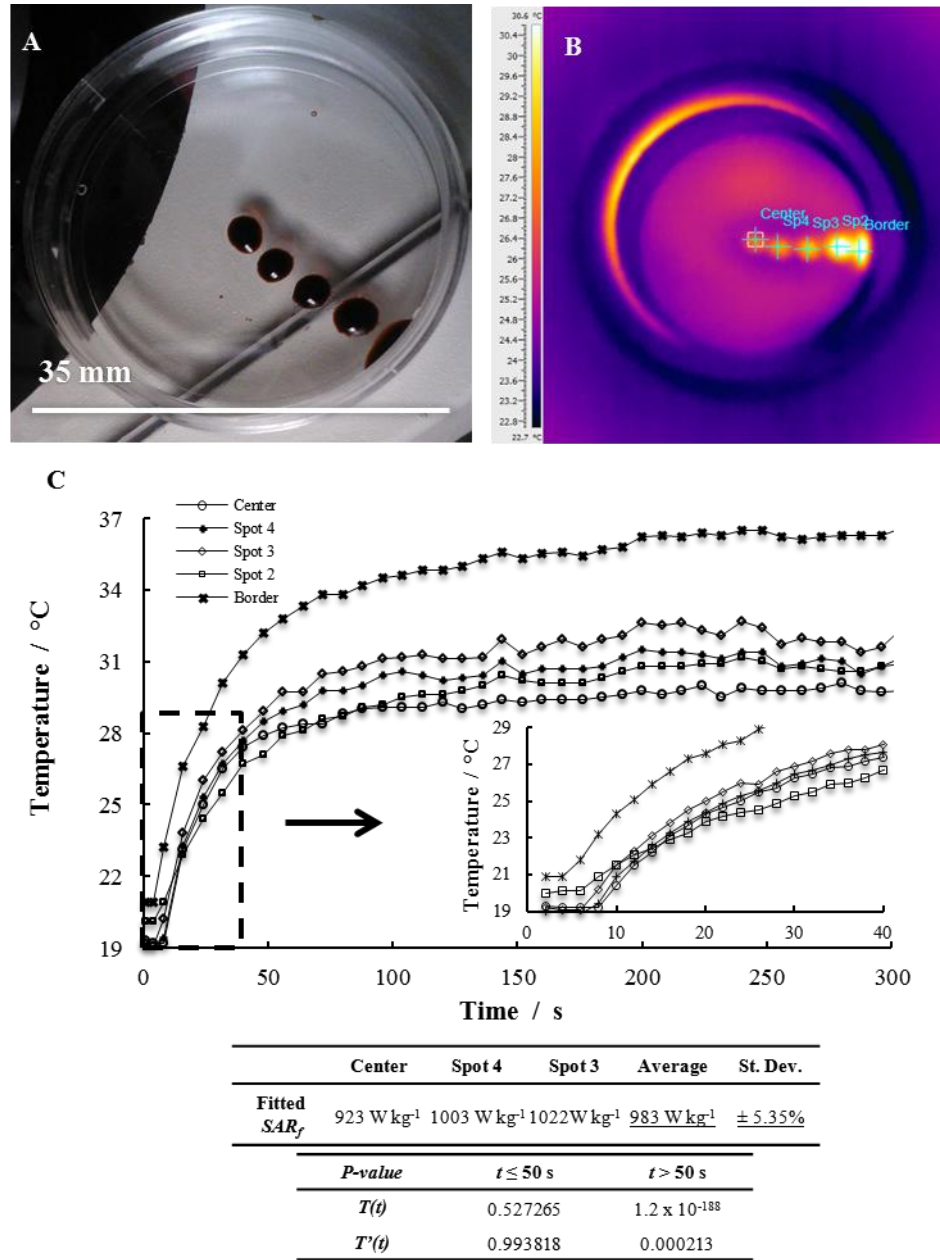 A
35 mm
B
30.6 °C
30.4
30.0
29.6
29.2
28.8
28.4
28.0
27.6
27.2
26.8
26.4
26.0
25.6
25.2
24.8
24.4
24.0
23.6
23.2
22.8
22.7 °C
Center
Sp4
Sp3
Sp2
Border
C
Center
Spot 4
Spot 3
Spot 2
Border
Temperature / °C
37
34
31
28
25
22
19
0 50 100 150 200 250 300
Time / s
Temperature / °C
29
27
25
23
21
19
0 10 20 30 40
Center Spot 4 Spot 3 Average St. Dev.
Fitted SARf 923 W kg-1 1003 W kg-1 1022W kg-1 983 W kg-1 ± 5.35%
P-value t ≤ 50 s t > 50 s
T(t) 0.527265 1.2 x 10-188
T’(t) 0.993818 0.000213